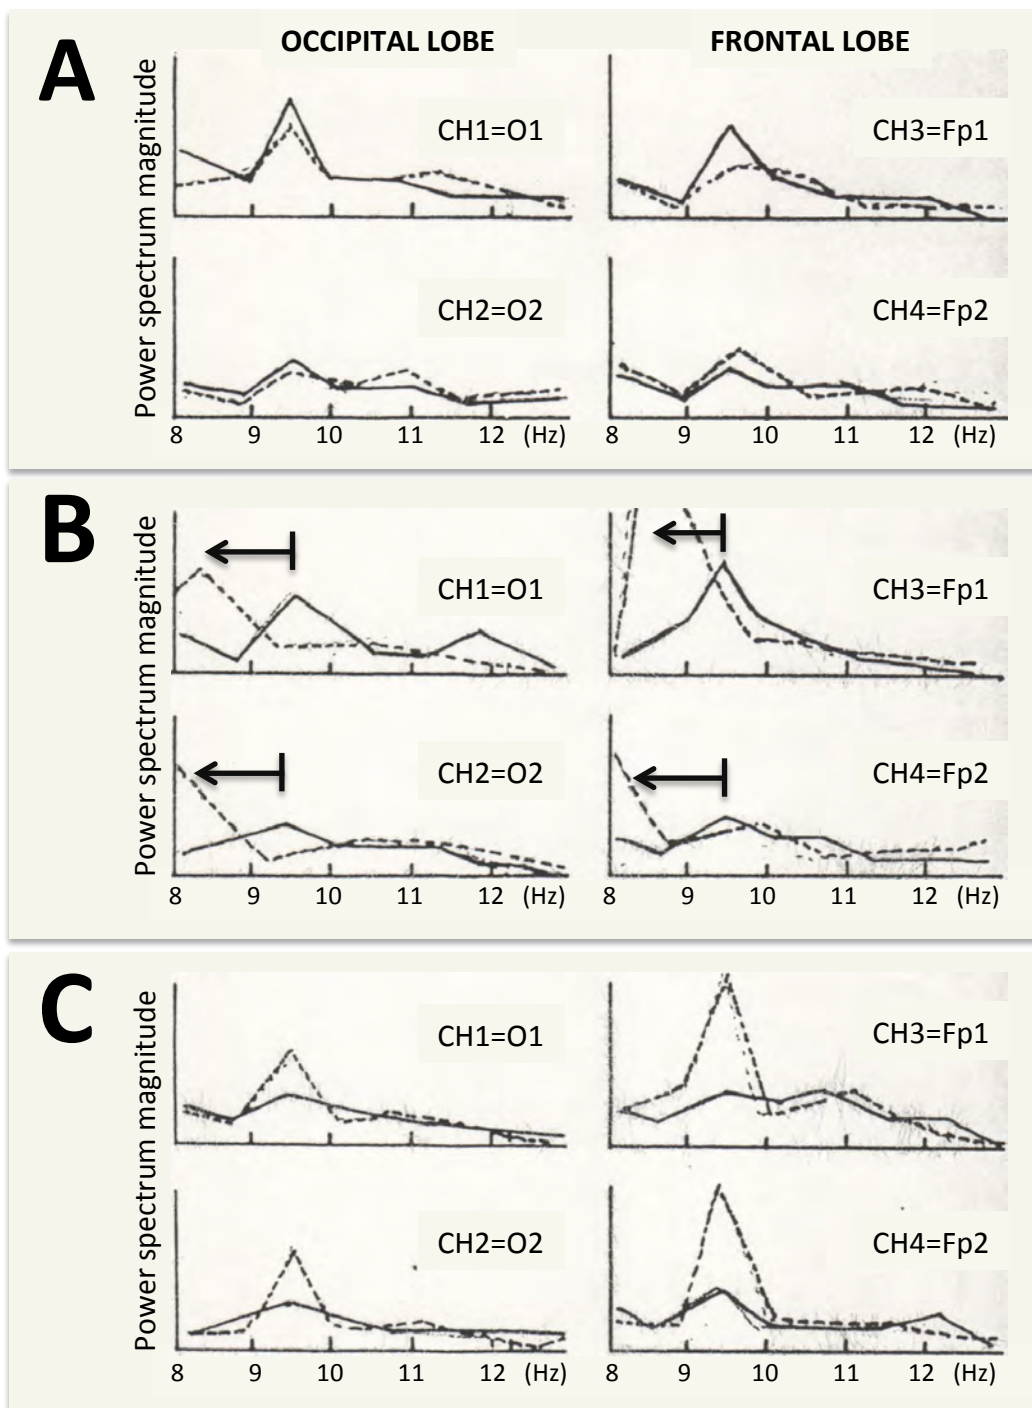 A
OCCIPITAL LOBE
FRONTAL LOBE
Power spectrum magnitude
CH1=O1
CH3=Fp1
CH2=O2
CH4=Fp2
8 9 10 11 12 (Hz)
8 9 10 11 12 (Hz)
B
Power spectrum magnitude
CH1=O1
CH3=Fp1
CH2=O2
CH4=Fp2
8 9 10 11 12 (Hz)
8 9 10 11 12 (Hz)
C
Power spectrum magnitude
CH1=O1
CH3=Fp1
CH2=O2
CH4=Fp2
8 9 10 11 12 (Hz)
8 9 10 11 12 (Hz)